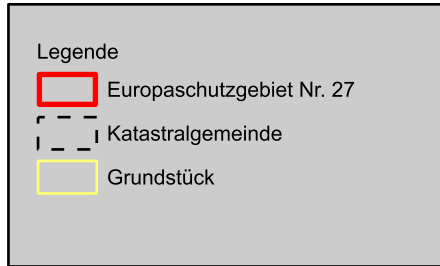 Legende
Europaschutzgebiet Nr. 27
Katastralgemeinde
Grundstück